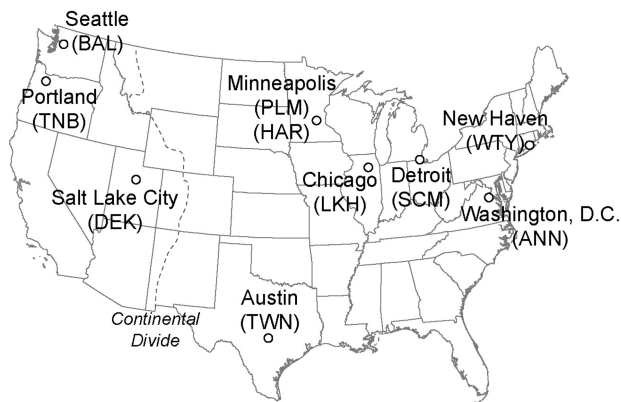 Seattle
(BAL)
Portland
(TNB)
Minneapolis
(PLM)
(HAR)
New Haven
(WTY)
Salt Lake City
(DEK)
Chicago
(LKH)
Detroit
(SCM)
Washington, D.C.
(ANN)
Austin
(TWN)
Continental
Divide